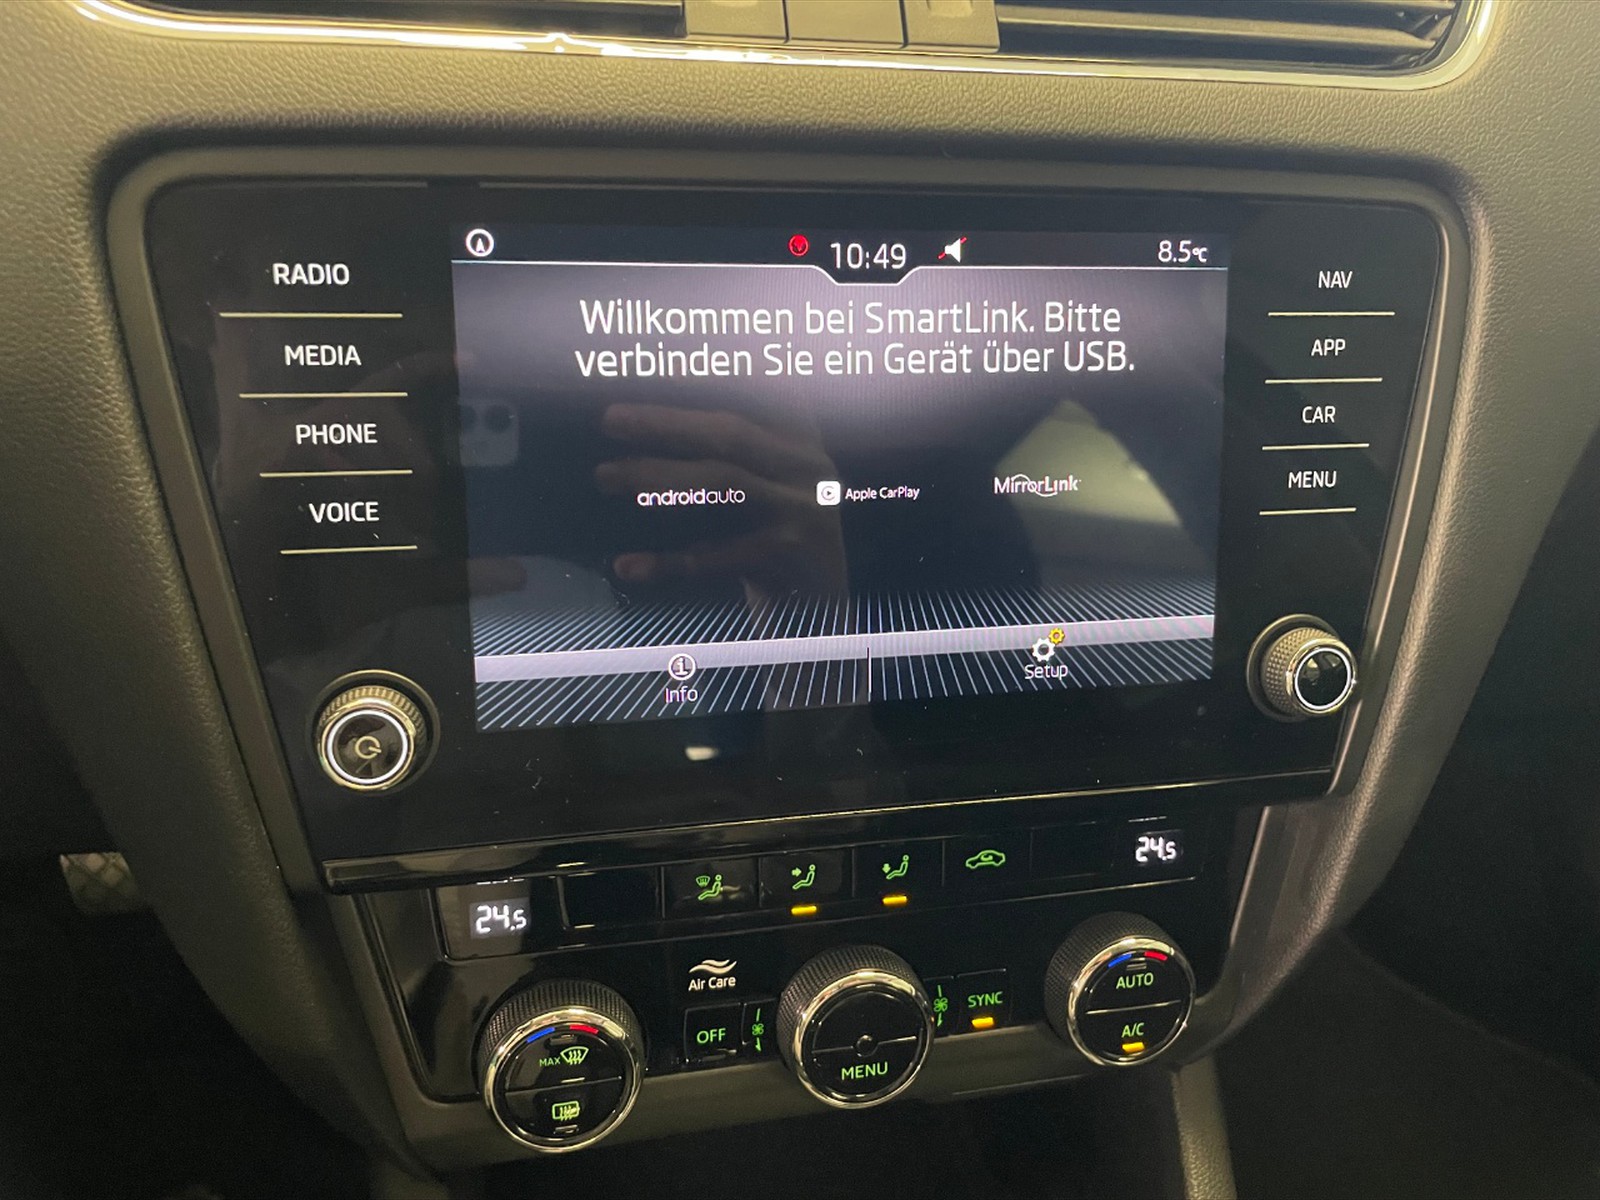 10:49
8.5°C
RADIO
MEDIA
PHONE
VOICE
Willkommen bei SmartLink. Bitte
verbinden Sie ein Gerät über USB.
androidauto
Apple CarPlay
MirrorLink
Info
Setup
NAV
APP
CAR
MENU
24.5
24.5
Air Care
MAX
OFF
MENU
SYNC
AUTO
A/C